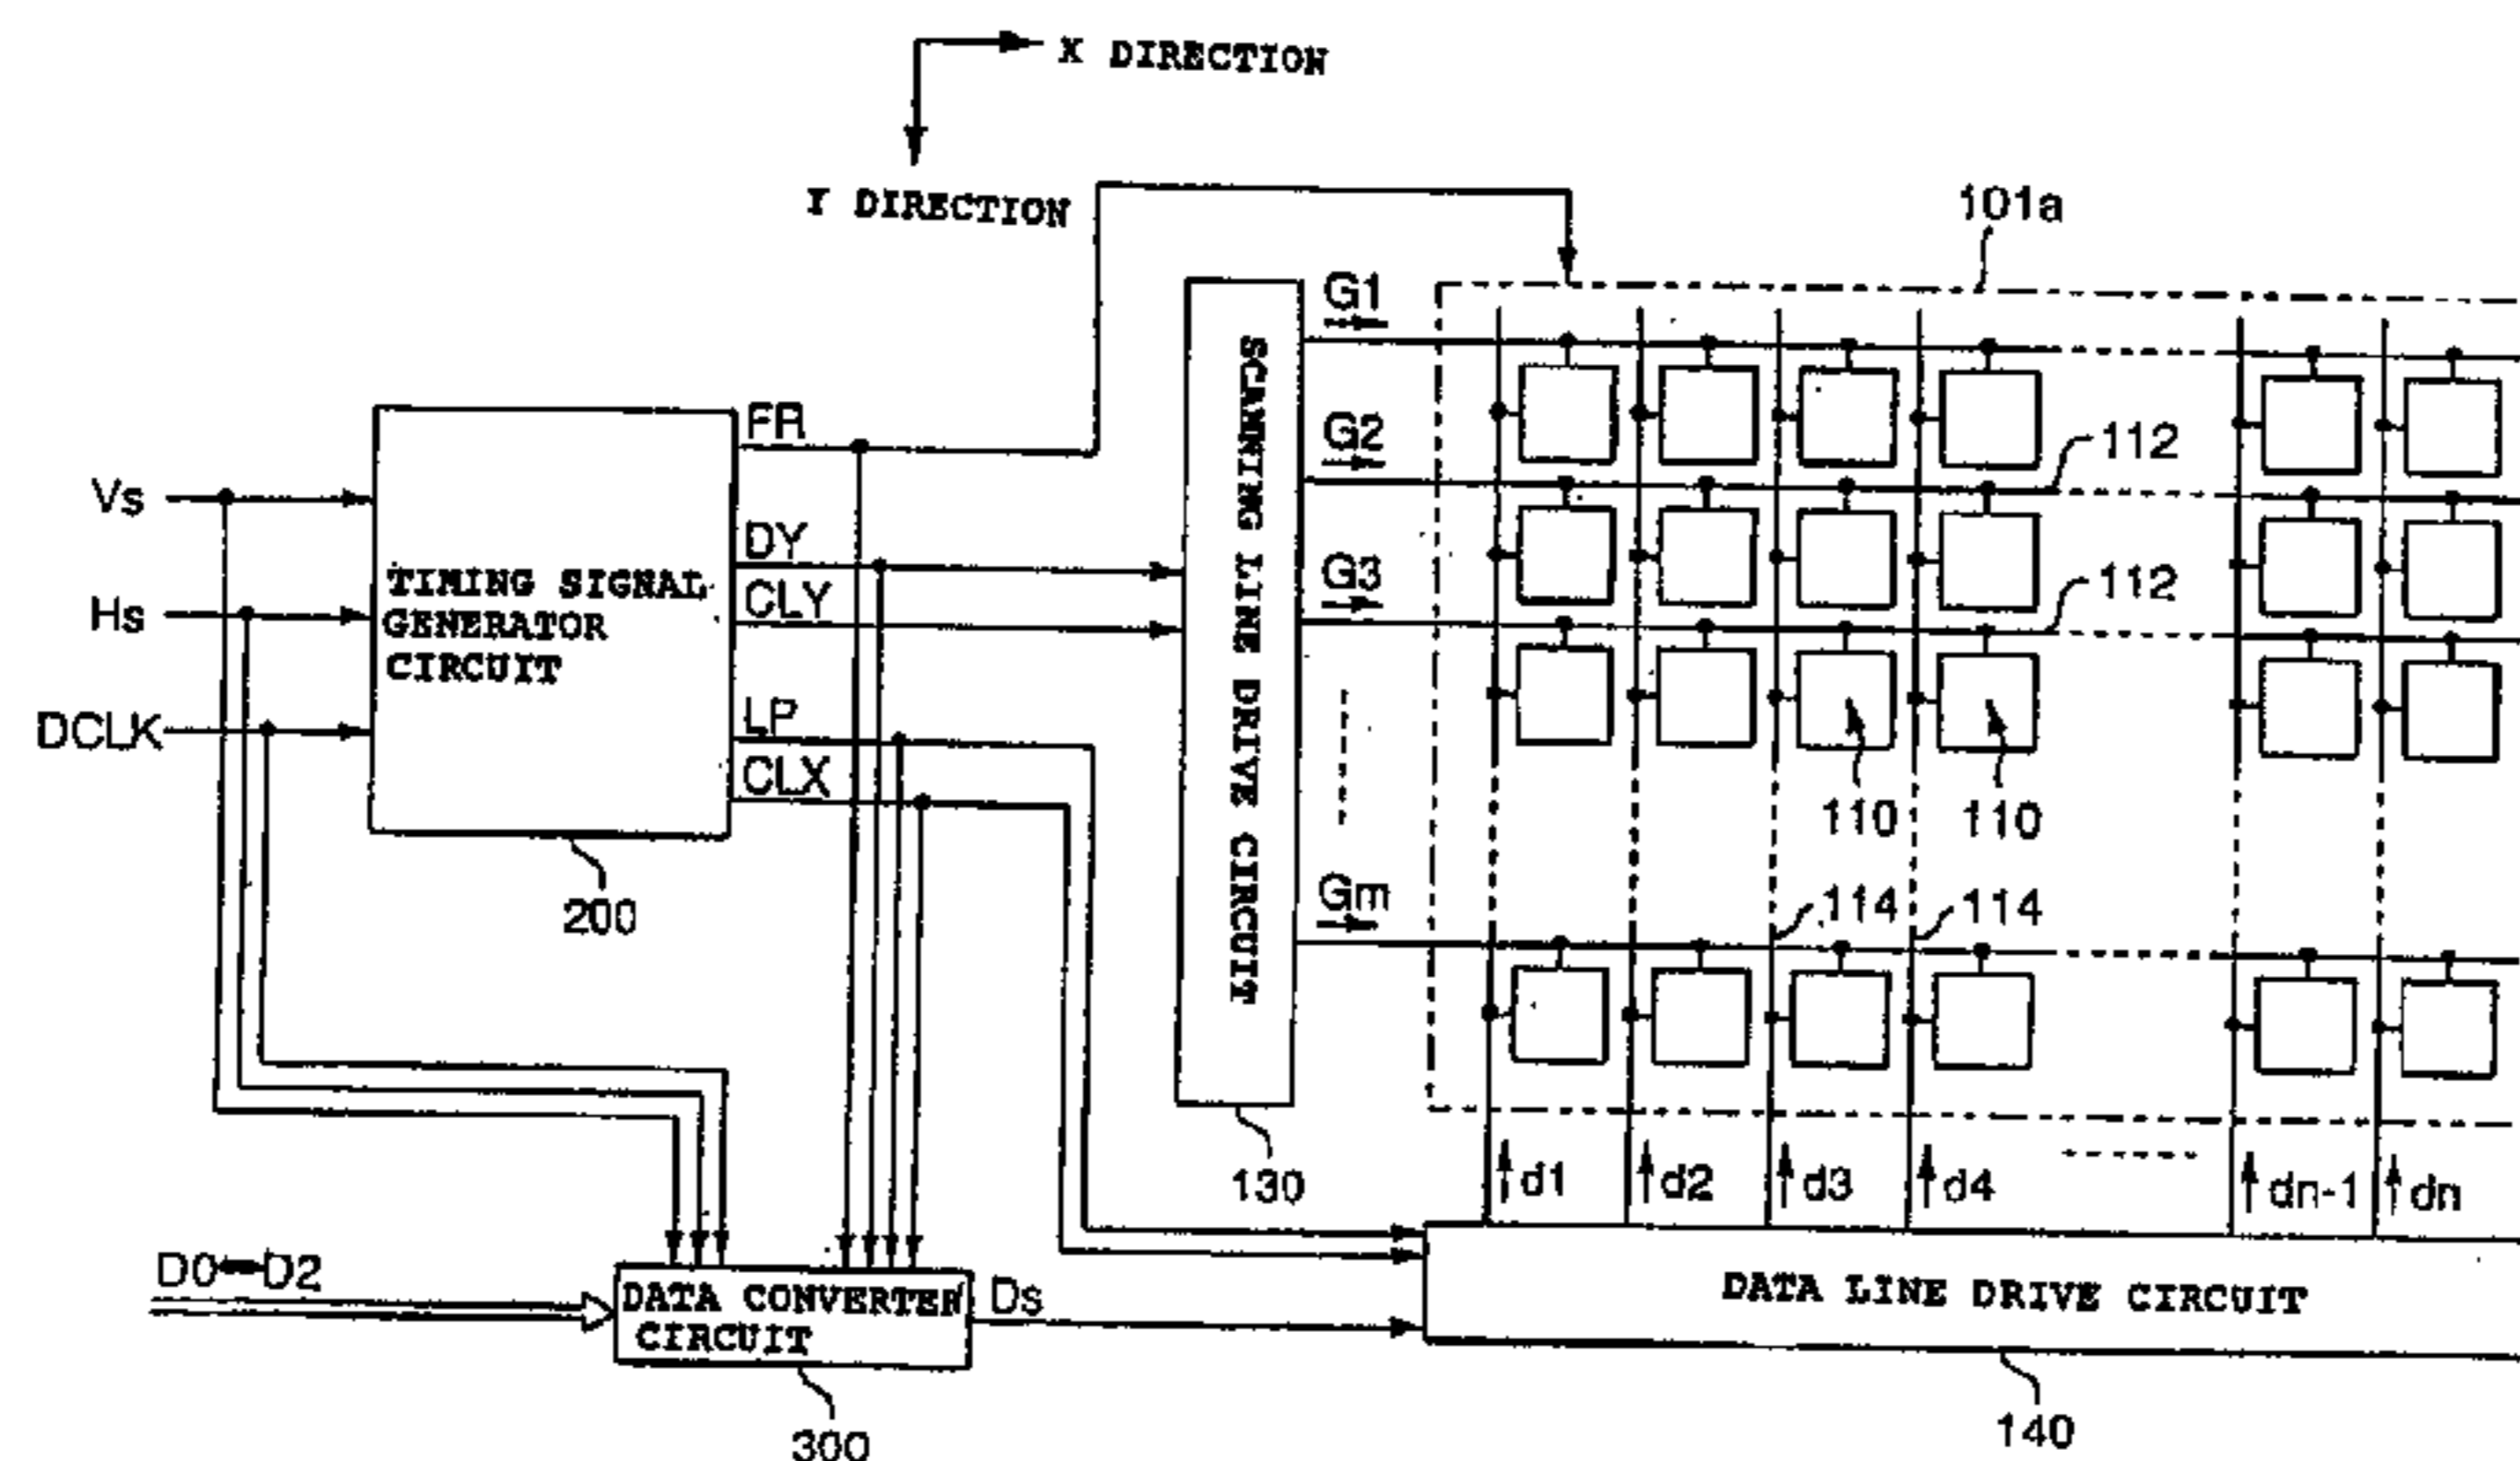 X DIRECTION
Y DIRECTION
101a
G1
G2
G3
Gm
112
112
110
110
114
114
FR
DY
CLY
LP
CLX
Vs
Hs
DCLK
TIMING SIGNAL
GENERATOR
CIRCUIT
200
SCANNING LINE DRIVE CIRCUIT
130
d1
d2
d3
d4
dn-1
dn
D0
D2
DATA CONVERTER
CIRCUIT
Ds
300
DATA LINE DRIVE CIRCUIT
140